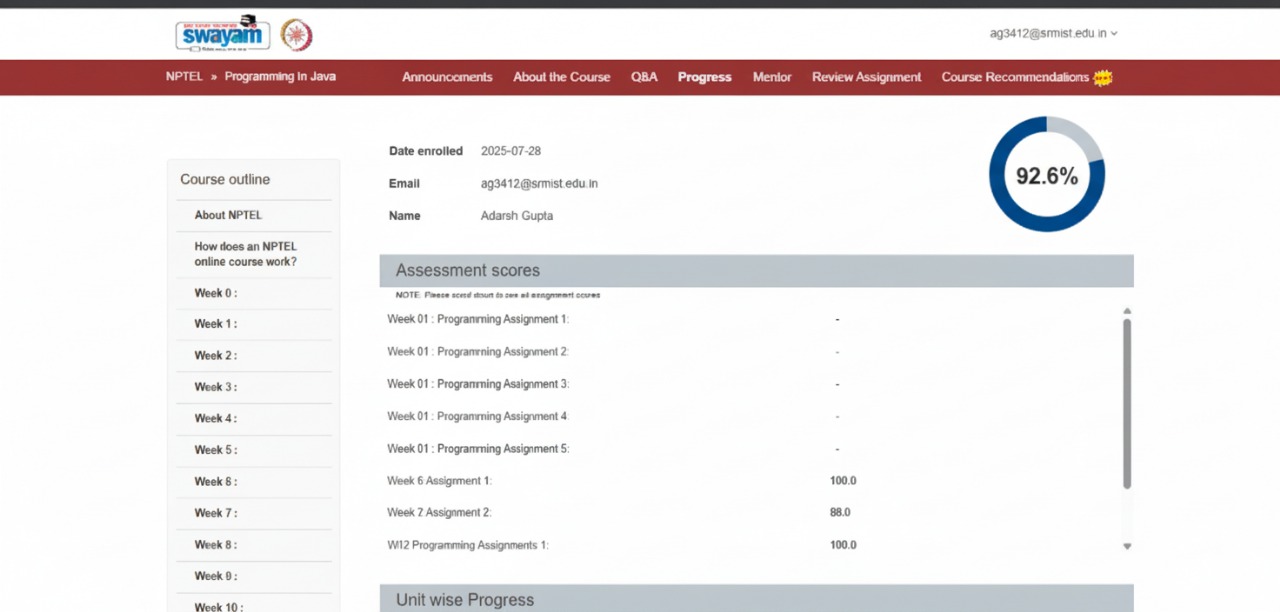 swayam
ag3412@srmist.edu.in
NPTEL » Programming In Java
Announcements About the Course Q&A Progress Mentor Review Assignment Course Recommendations
Date enrolled 2025-07-28
Email ag3412@srmist.edu.in
Name Adarsh Gupta
92.6%
Course outline
About NPTEL
How does an NPTEL
online course work?
Week 0 :
Week 1 :
Week 2 :
Week 3 :
Week 4 :
Week 5 :
Week 6 :
Week 7 :
Week 8 :
Week 9 :
Week 10 :
Assessment scores
NOTE: Please scroll down to see all assignment scores
Week 01 : Programming Assignment 1: -
Week 01 : Programming Assignment 2: -
Week 01 : Programming Assignment 3: -
Week 01 : Programming Assignment 4 -
Week 01 : Programming Assignment 5: -
Week 6 Assignment 1: 100.0
Week 7 Assignment 2: 88.0
WI12 Programming Assignments 1: 100.0
Unit wise Progress